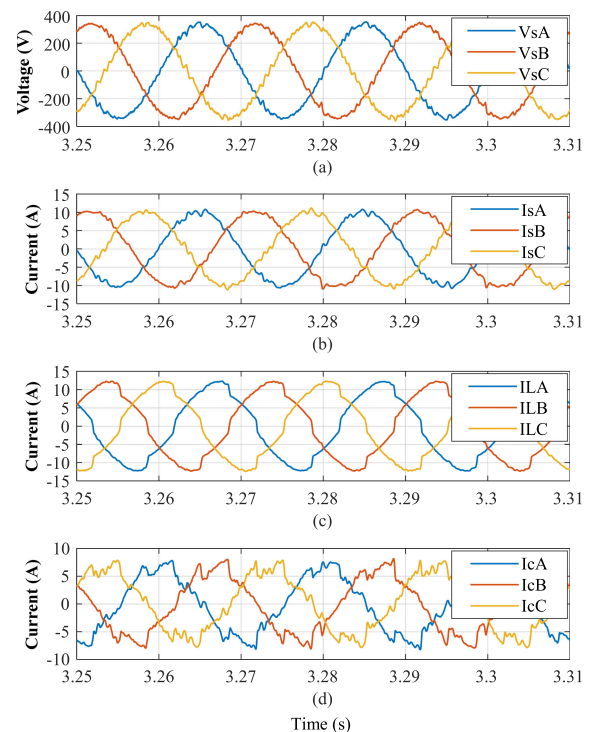 Voltage (V)
400
200
0
-200
-400
VsA
VsB
VsC
3.25 3.26 3.27 3.28 3.29 3.3 3.31
(a)
Current (A)
15
10
5
0
-5
-10
-15
IsA
IsB
IsC
3.25 3.26 3.27 3.28 3.29 3.3 3.31
(b)
Current (A)
15
10
5
0
-5
-10
-15
ILA
ILB
ILC
3.25 3.26 3.27 3.28 3.29 3.3 3.31
(c)
Current (A)
10
5
0
-5
-10
IcA
IcB
IcC
3.25 3.26 3.27 3.28 3.29 3.3 3.31
(d)
Time (s)